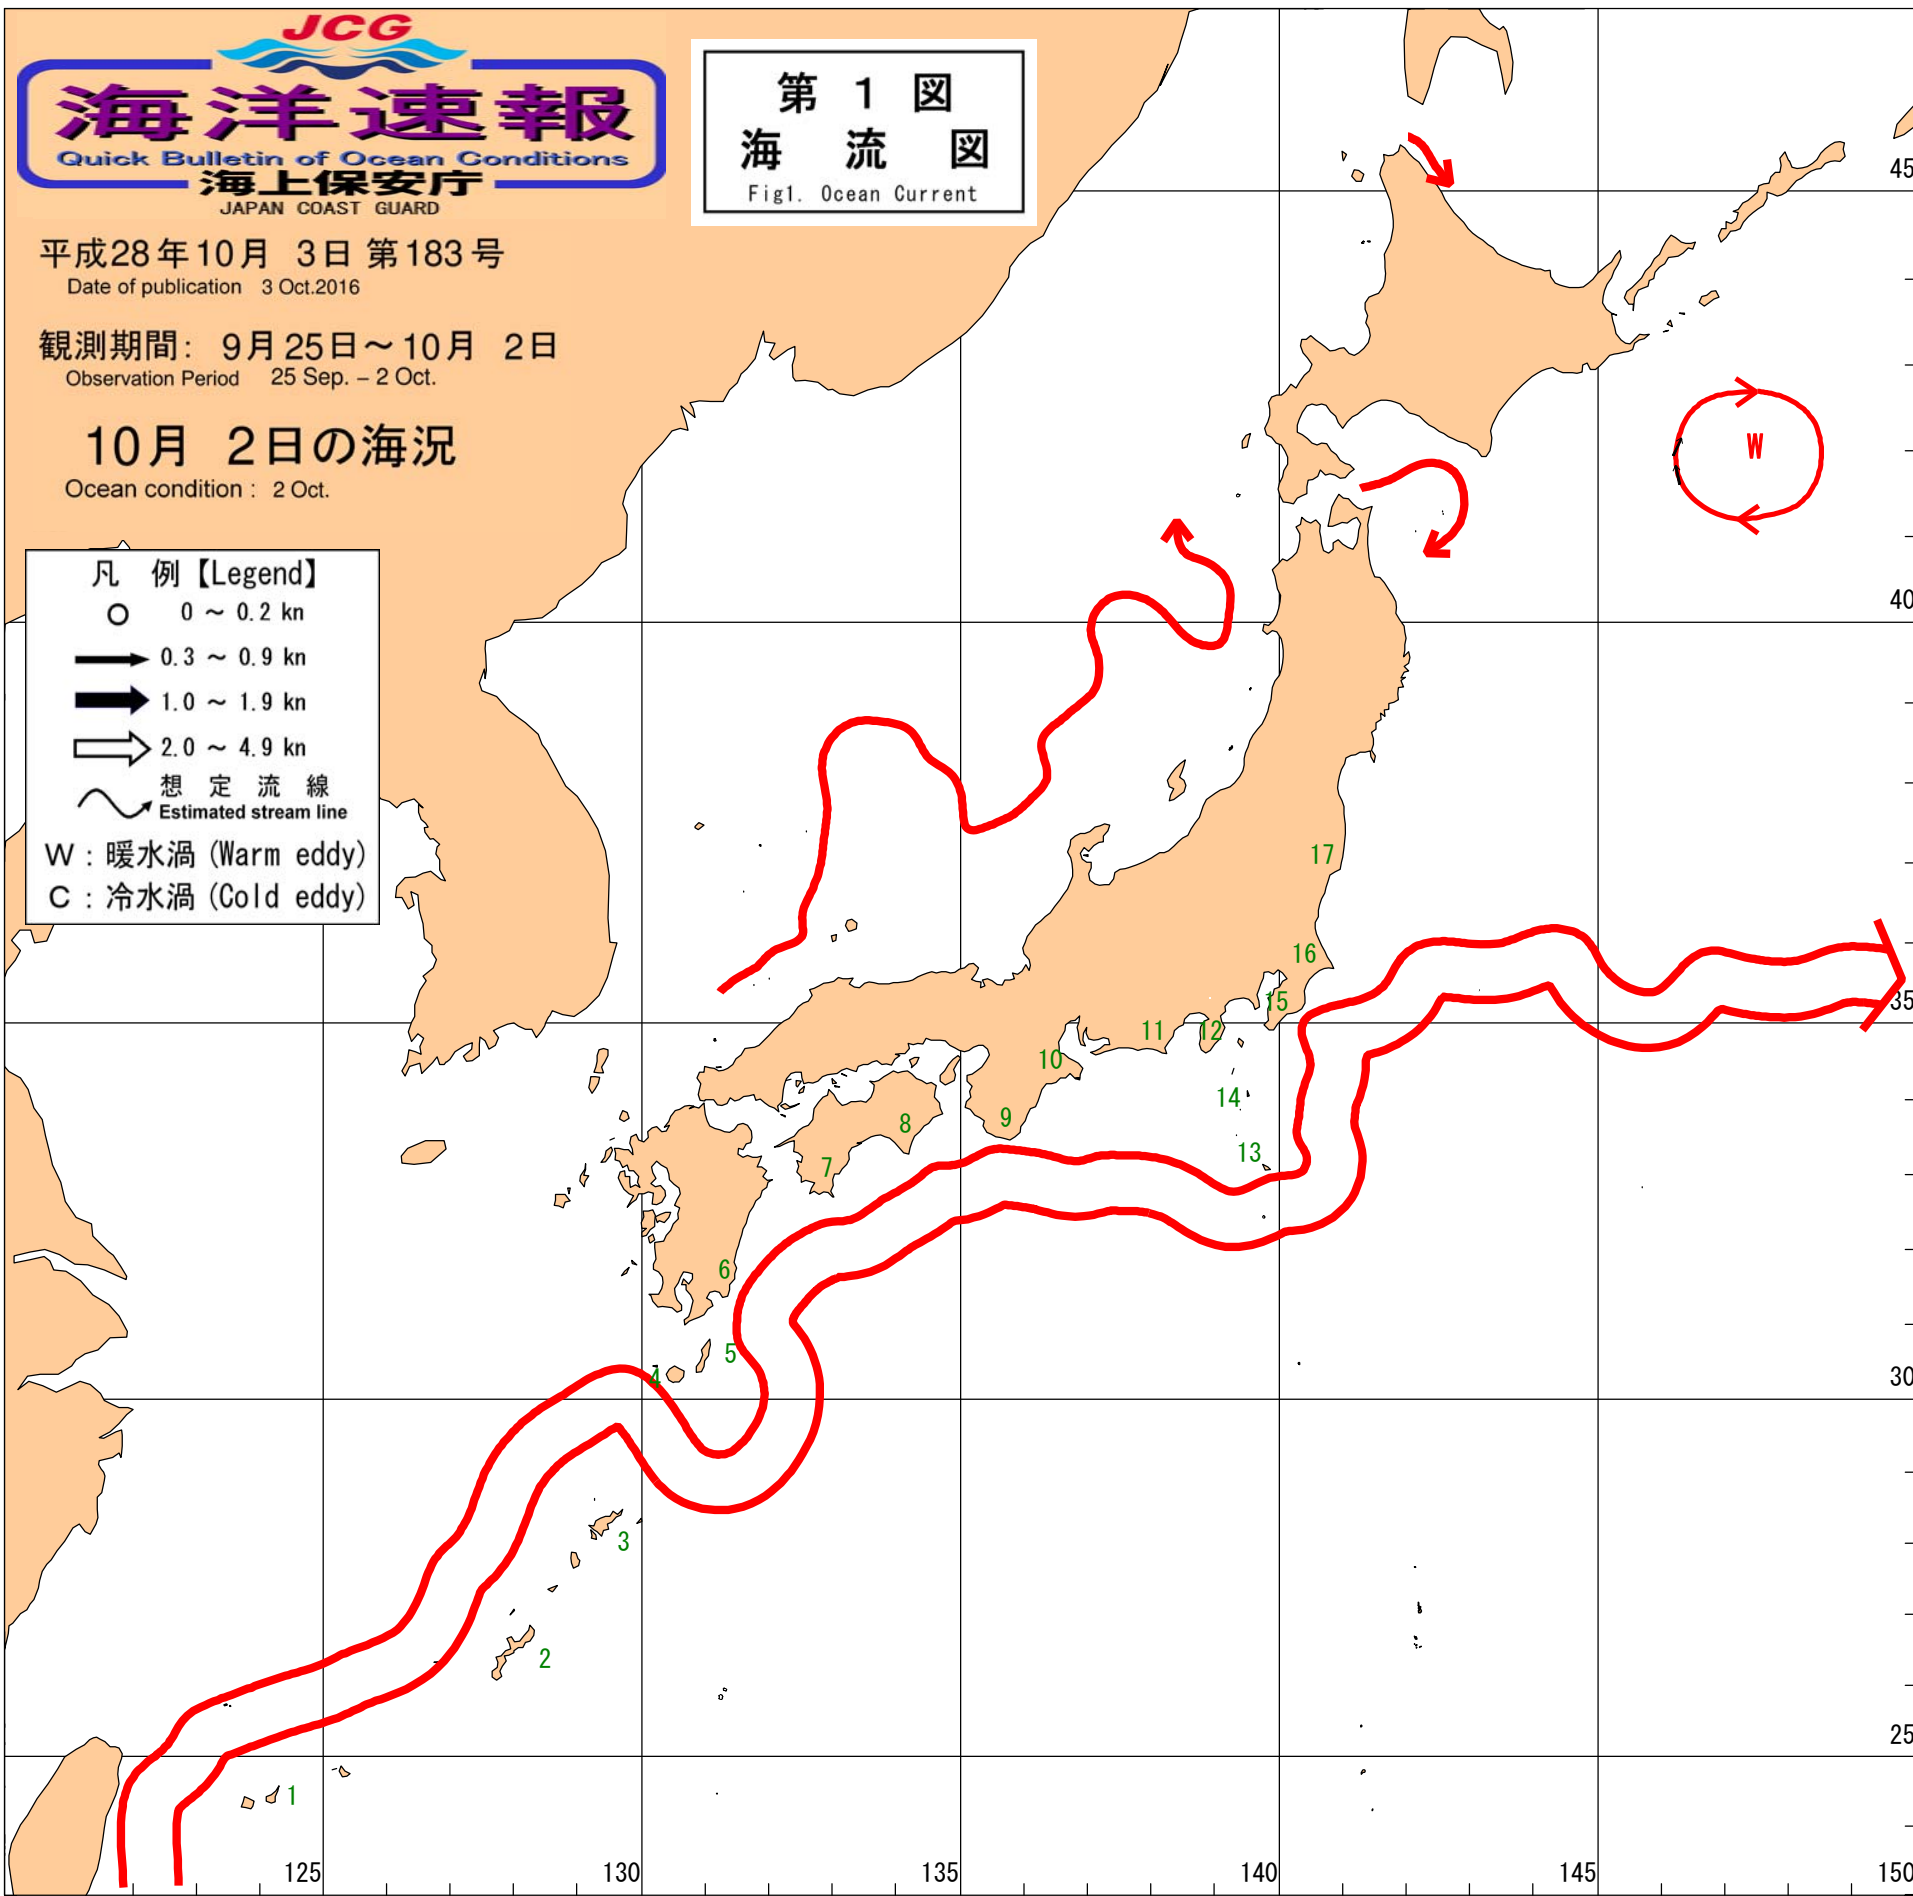 JCG
海洋速報
Quick Bulletin of Ocean Conditions
海上保安庁
JAPAN COAST GUARD
第 1 図
海 流 図
Fig1. Ocean Current
平成28年10月 3日 第183号
Date of publication 3 Oct.2016
観測期間: 9月25日～10月 2日
Observation Period 25 Sep. – 2 Oct.
10月 2日の海況
Ocean condition : 2 Oct.
凡 例【Legend】
0 ～ 0.2 kn
0.3 ～ 0.9 kn
1.0 ～ 1.9 kn
2.0 ～ 4.9 kn
想 定 流 線
Estimated stream line
W : 暖水渦 (Warm eddy)
C : 冷水渦 (Cold eddy)
45
W
40
17
16
15
35
12
11
10
14
9
8
13
7
6
5
4
30
3
2
25
1
125
130
135
140
145
150